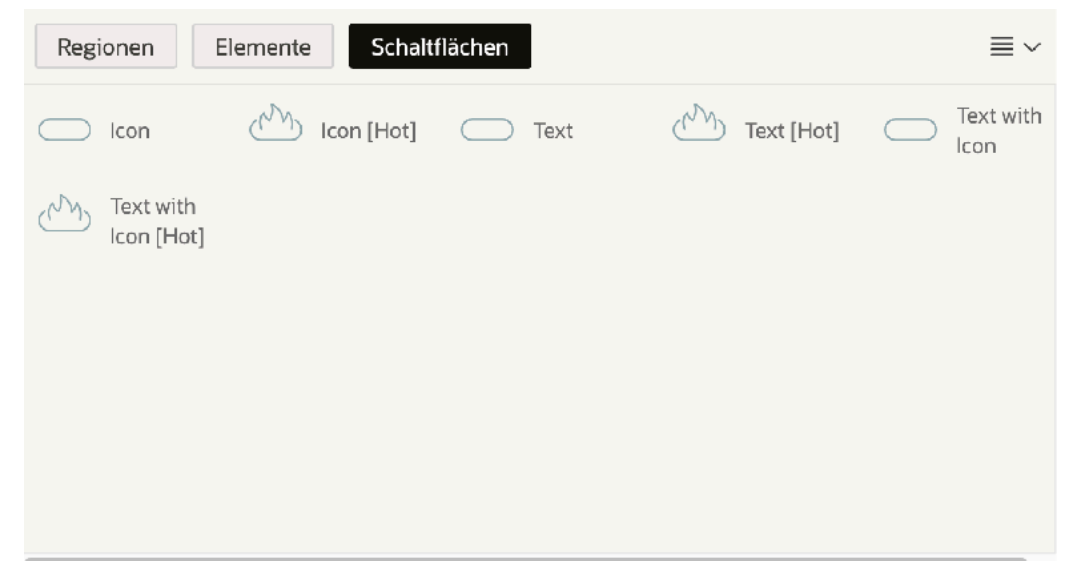 Regionen Elemente Schaltflächen
Icon Icon [Hot] Text Text [Hot] Text with
Icon
Text with
Icon [Hot]